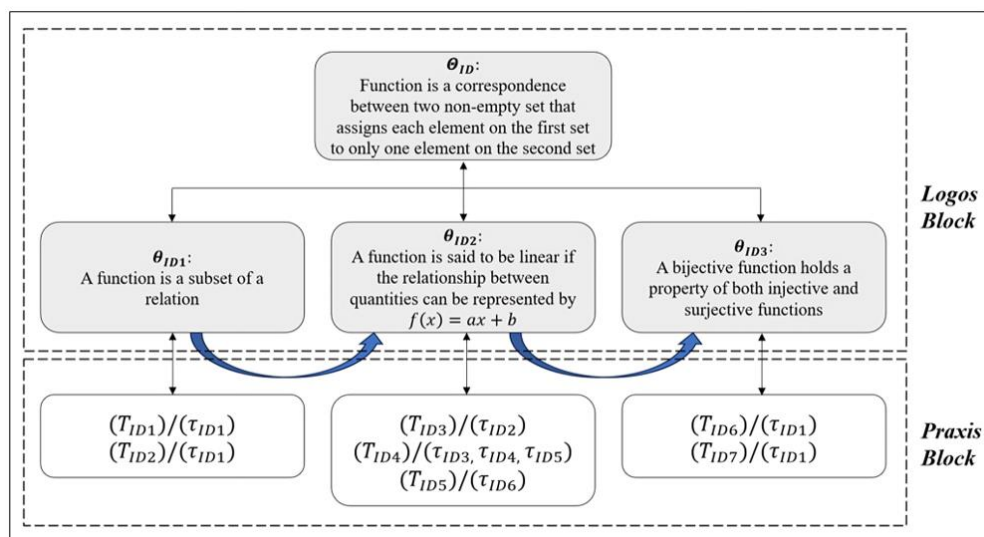 Θ_ID:
Function is a correspondence
between two non-empty set that
assigns each element on the first set
to only one element on the second set
Logos
Block
θ_ID1:
A function is a subset of a
relation
θ_ID2:
A function is said to be linear if
the relationship between
quantities can be represented by
f(x) = ax + b
θ_ID3:
A bijective function holds a
property of both injective and
surjective functions
(T_ID1)/(τ_ID1)
(T_ID2)/(τ_ID1)
(T_ID3)/(τ_ID2)
(T_ID4)/(τ_ID3, τ_ID4, τ_ID5)
(T_ID5)/(τ_ID6)
(T_ID6)/(τ_ID1)
(T_ID7)/(τ_ID1)
Praxis
Block